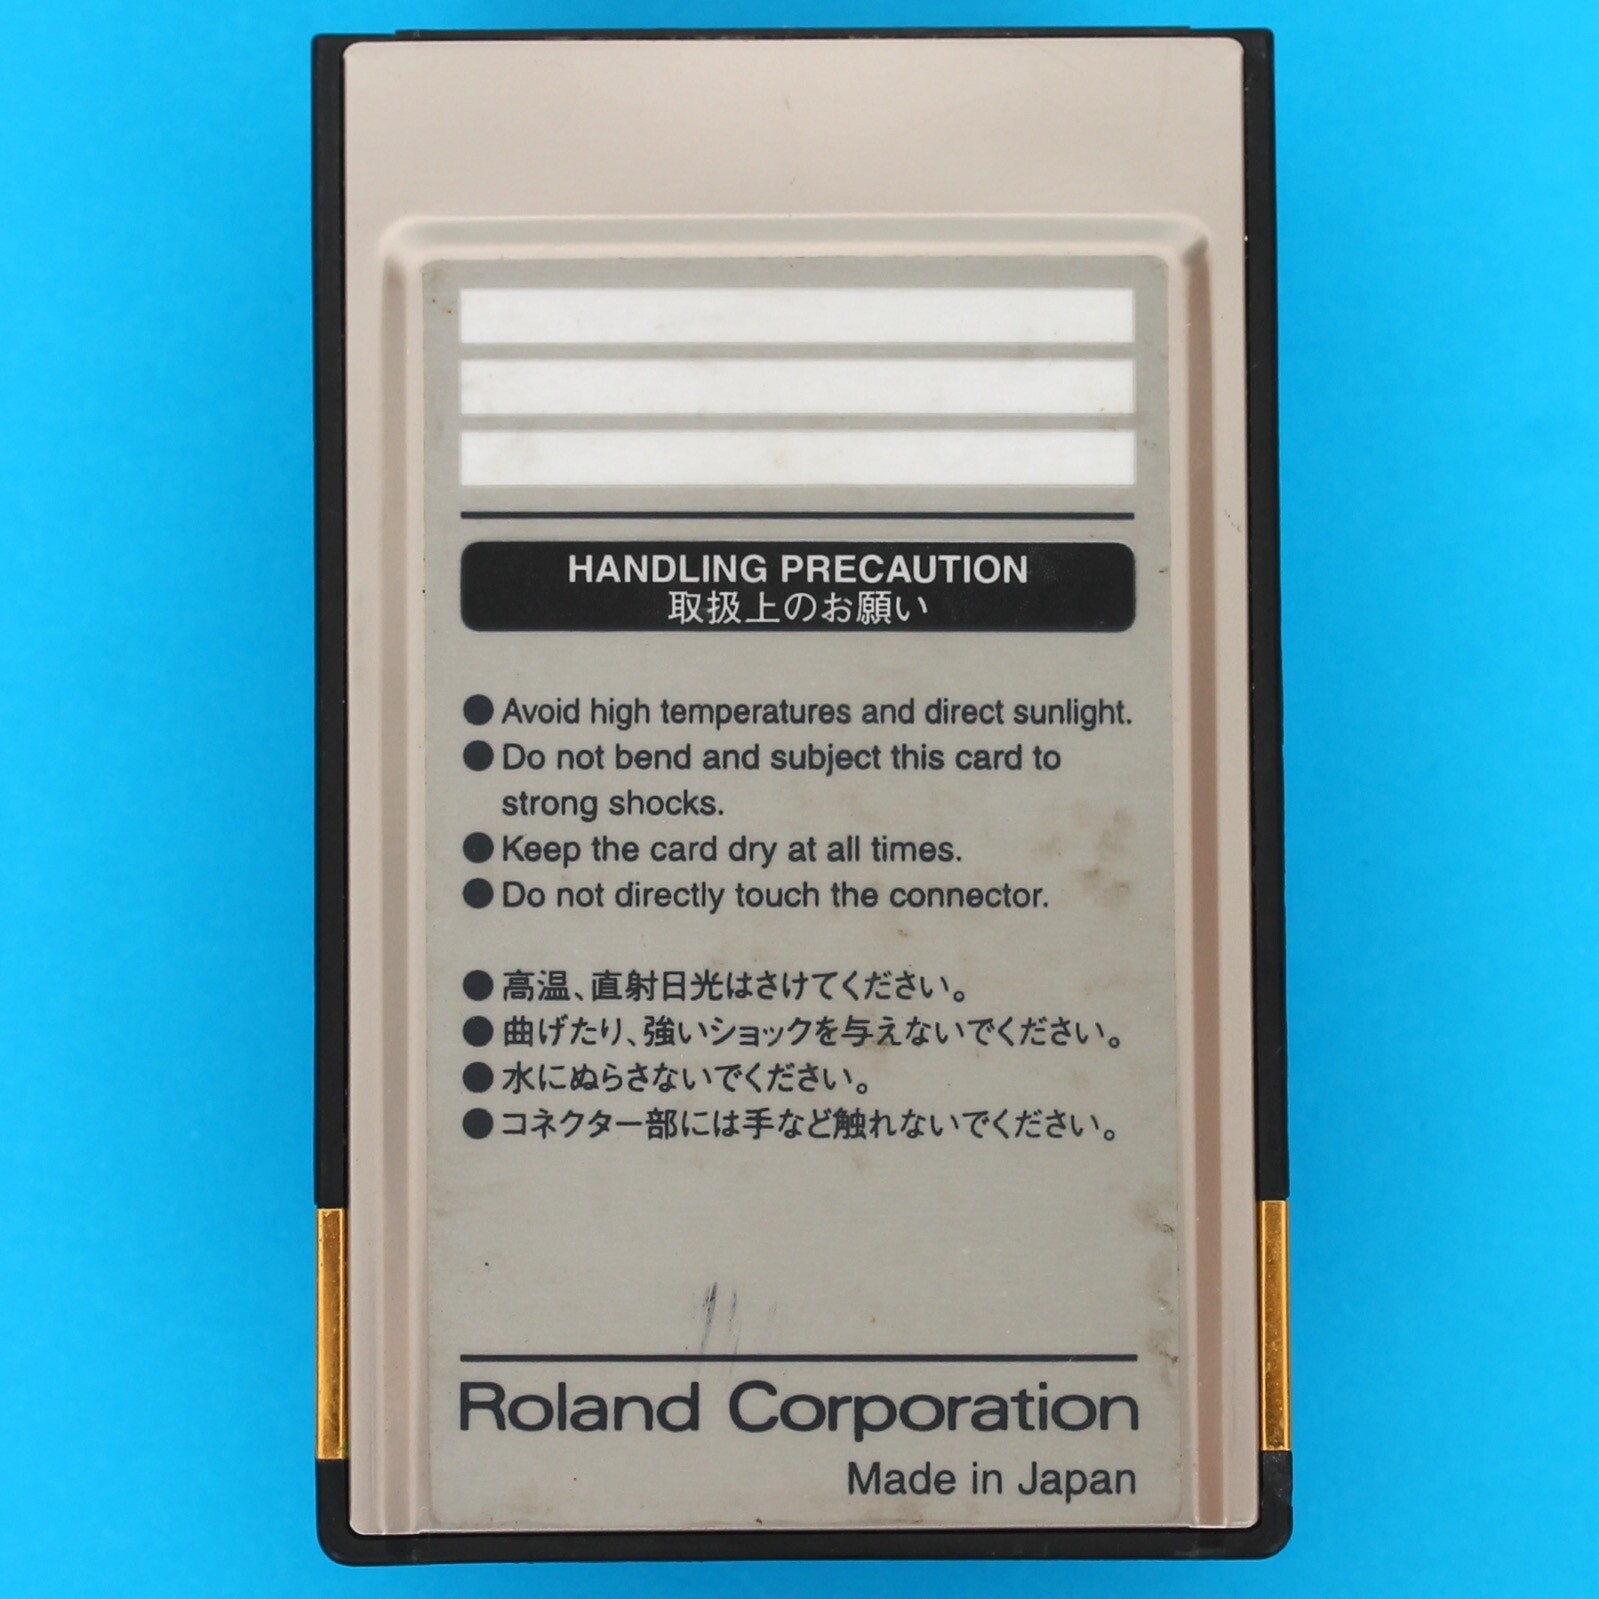 HANDLING PRECAUTION
取扱上のお願い
● Avoid high temperatures and direct sunlight.
● Do not bend and subject this card to
strong shocks.
● Keep the card dry at all times.
● Do not directly touch the connector.
● 高温、直射日光はさけてください。
● 曲げたり、強いショックを与えないでください。
● 水にぬらさないでください。
● コネクター部には手など触れないでください。
Roland Corporation
Made in Japan